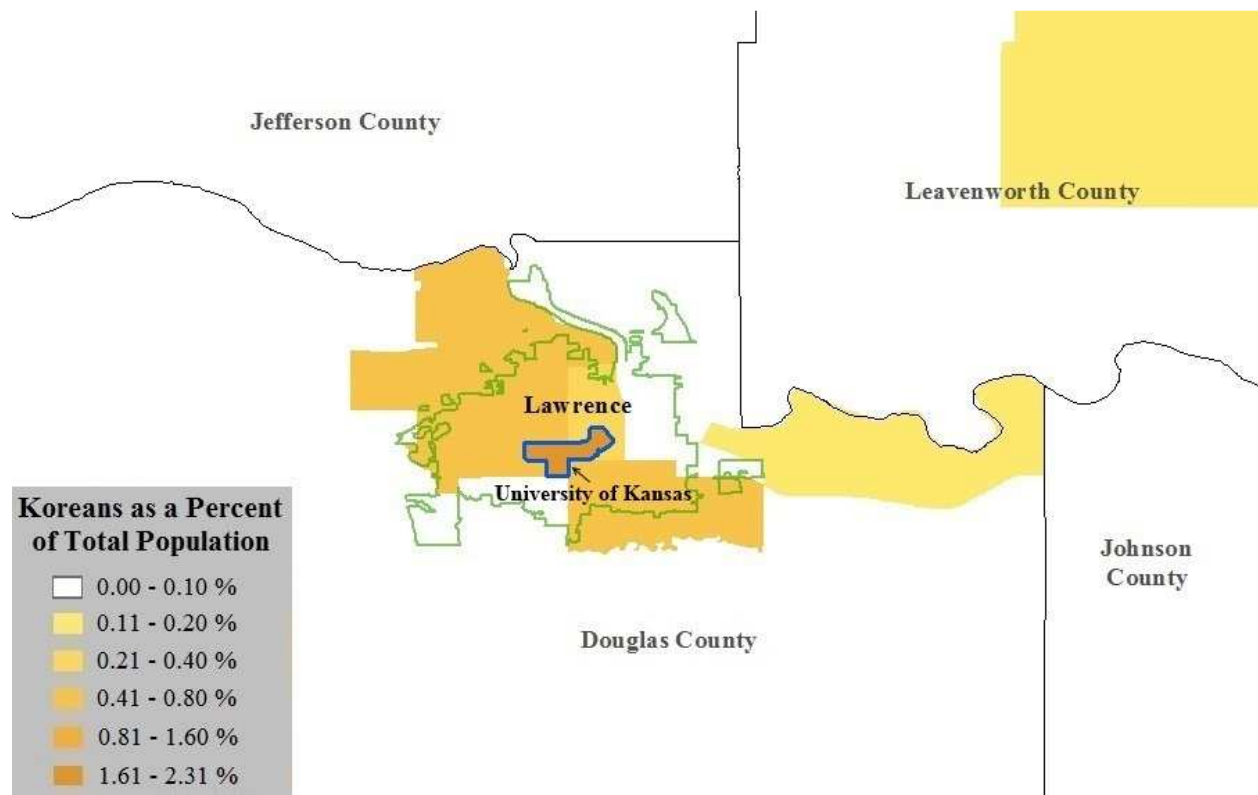 Jefferson County
Leavenworth County
Lawrence
University of Kansas
Johnson
County
Douglas County
Koreans as a Percent
of Total Population
0.00 - 0.10 %
0.11 - 0.20 %
0.21 - 0.40 %
0.41 - 0.80 %
0.81 - 1.60 %
1.61 - 2.31 %